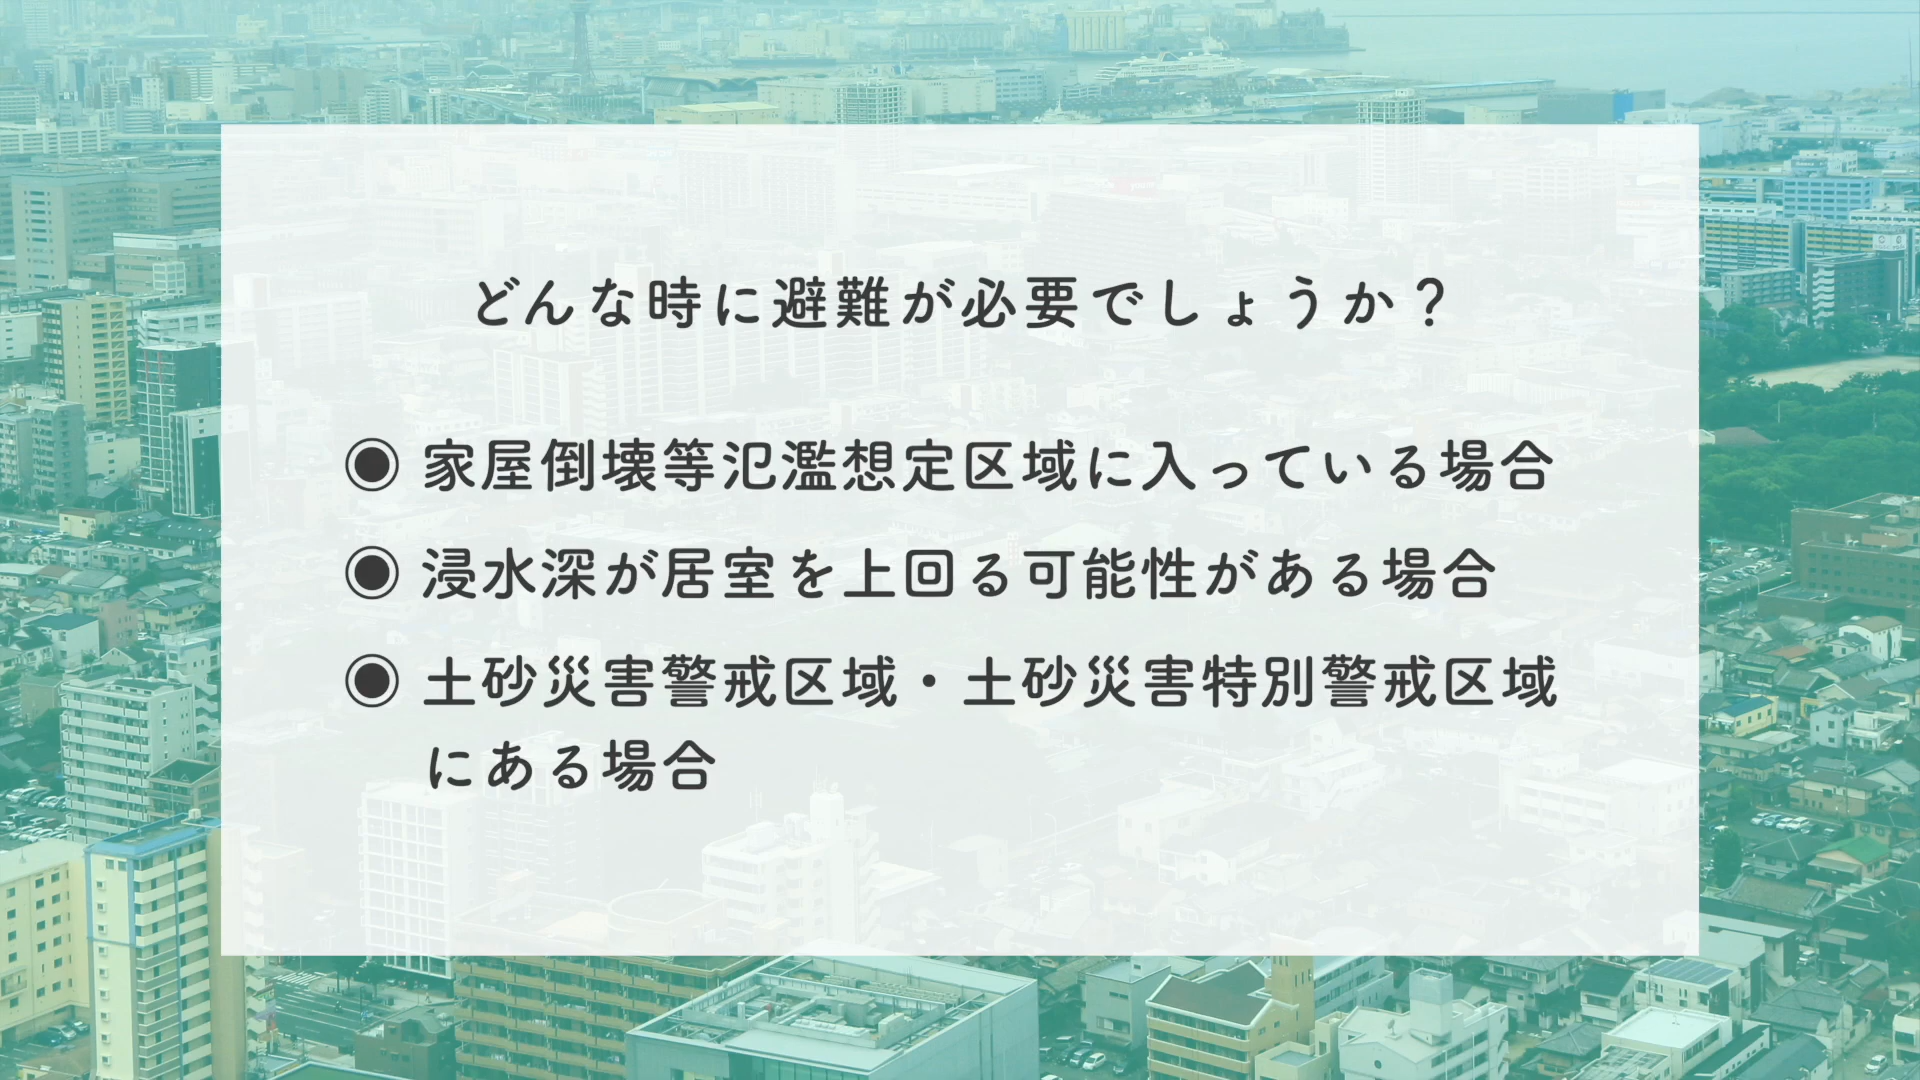 どんな時に避難が必要でしょうか？
◉ 家屋倒壊等氾濫想定区域に入っている場合
◉ 浸水深が居室を上回る可能性がある場合
◉ 土砂災害警戒区域・土砂災害特別警戒区域
にある場合